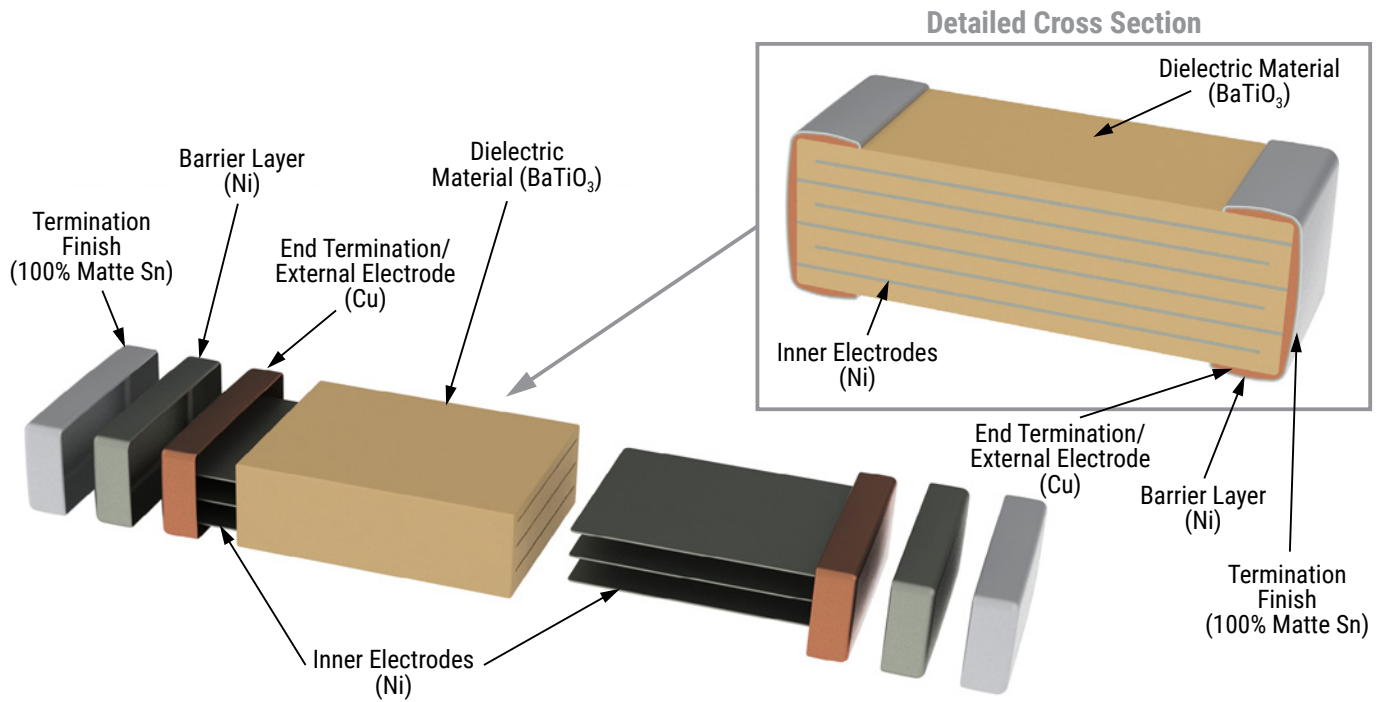 Detailed Cross Section
Dielectric Material
(BaTiO₃)
Inner Electrodes
(Ni)
End Termination/
External Electrode
(Cu)
Barrier Layer
(Ni)
Termination
Finish
(100% Matte Sn)
Termination
Finish
(100% Matte Sn)
Barrier Layer
(Ni)
End Termination/
External Electrode
(Cu)
Dielectric
Material (BaTiO₃)
Inner Electrodes
(Ni)